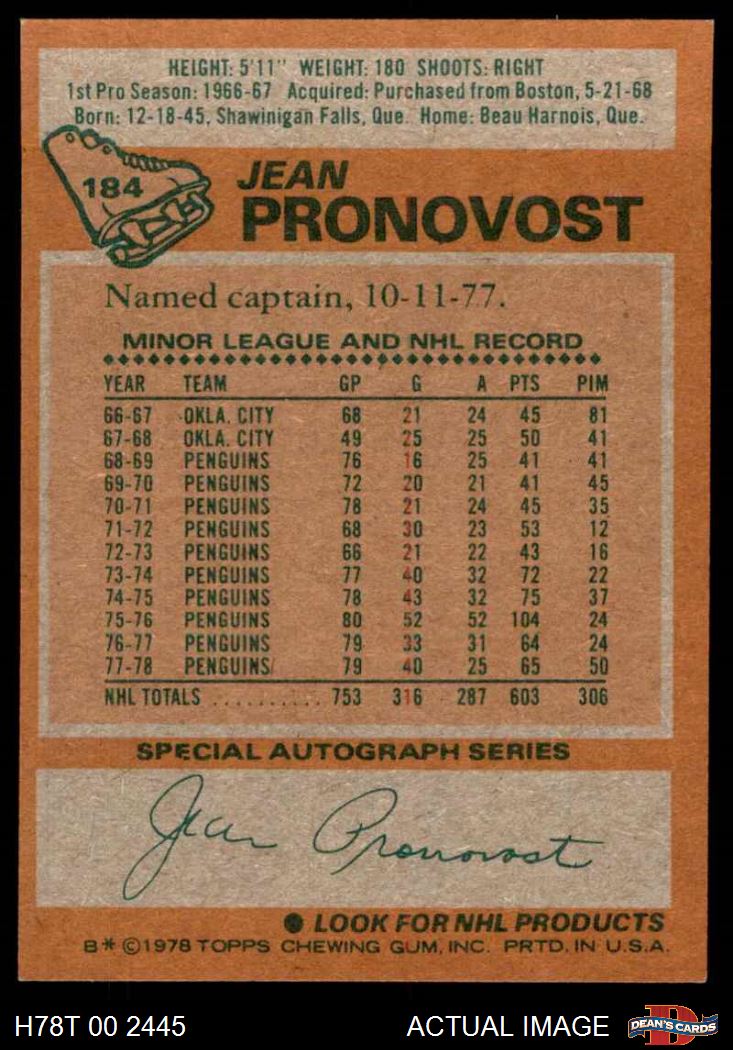 HEIGHT: 5'11" WEIGHT: 180 SHOOTS: RIGHT
1st Pro Season: 1966-67 Acquired: Purchased from Boston, 5-21-68
Born: 12-18-45, Shawinigan Falls, Que. Home: Beau Harnois, Que.
184
JEAN
PRONOVOST
Named captain, 10-11-77.
MINOR LEAGUE AND NHL RECORD
YEAR TEAM GP G A PTS PIM
66-67 OKLA. CITY 68 21 24 45 81
67-68 OKLA. CITY 49 25 25 50 41
68-69 PENGUINS 76 16 25 41 41
69-70 PENGUINS 72 20 21 41 45
70-71 PENGUINS 78 21 24 45 35
71-72 PENGUINS 68 30 23 53 12
72-73 PENGUINS 66 21 22 43 16
73-74 PENGUINS 77 40 32 72 22
74-75 PENGUINS 78 43 32 75 37
75-76 PENGUINS 80 52 52 104 24
76-77 PENGUINS 79 33 31 64 24
77-78 PENGUINS 79 40 25 65 50
NHL TOTALS .......... 753 316 287 603 306
SPECIAL AUTOGRAPH SERIES
Jean Pronovost
● LOOK FOR NHL PRODUCTS
B* ©1978 TOPPS CHEWING GUM, INC. PRTD. IN U.S.A.
H78T 00 2445 ACTUAL IMAGE D DEAN'S CARDS